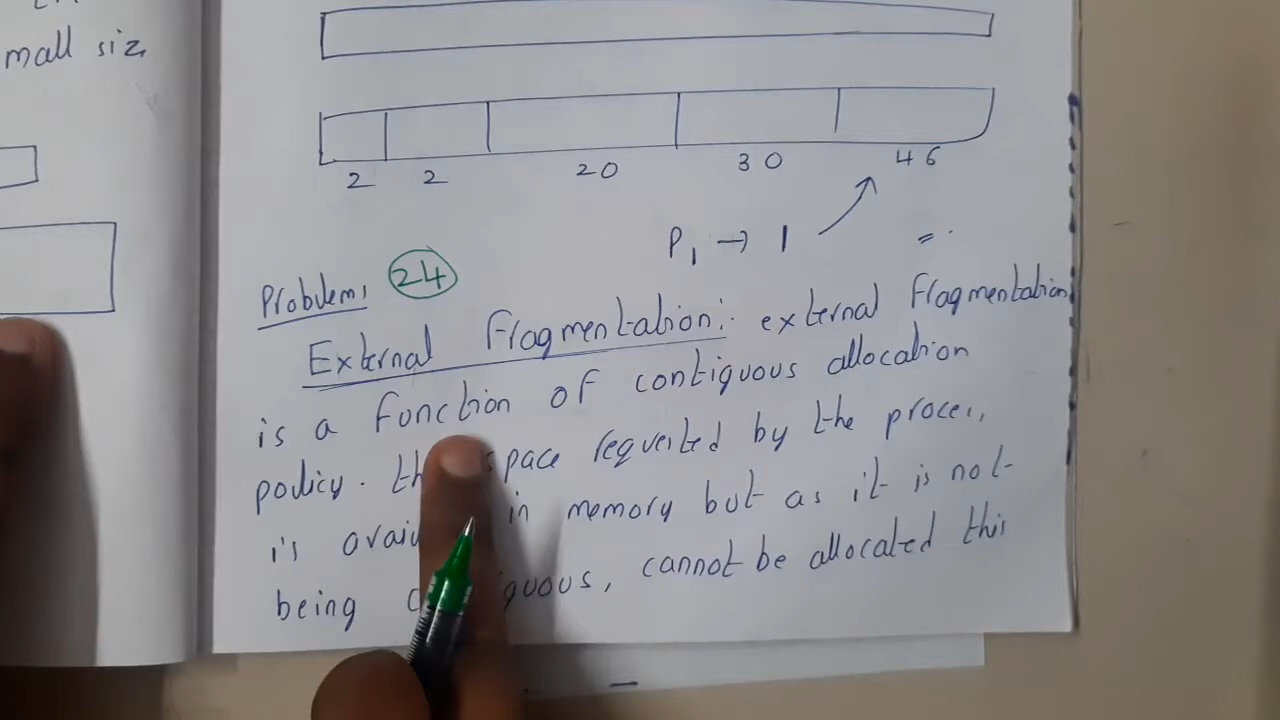 mall siz
2 2 20 30 46
P1 → 1
=
Problem: 24
External Fragmentation: external fragmentation
is a function of contiguous allocation
policy. space requested by the process
is in memory but as it is not
being cannot be allocated this